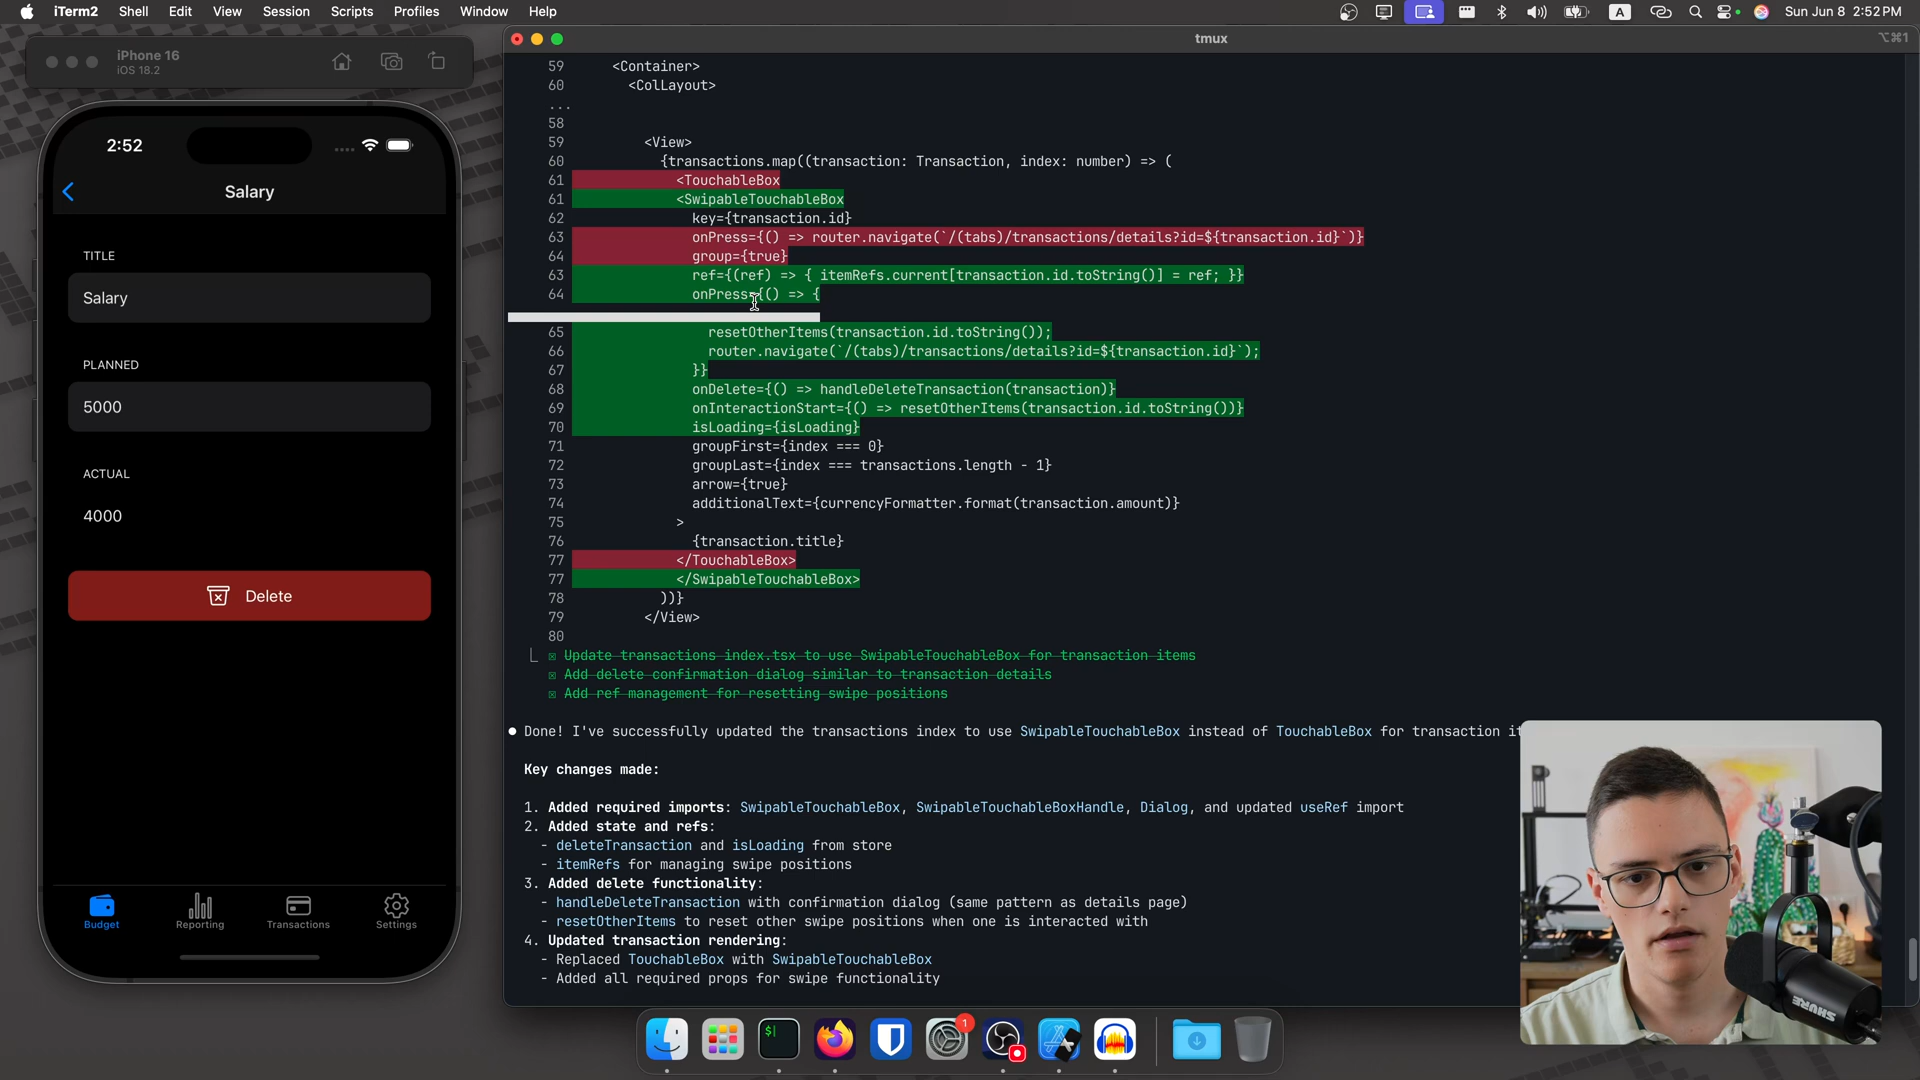 iTerm2 Shell Edit View Session Scripts Profiles Window Help
A Sun Jun 8 2:52 PM
iPhone 16
iOS 18.2
2:52
Salary
TITLE
Salary
PLANNED
5000
ACTUAL
4000
Delete
Budget Reporting Transactions Settings
tmux
⌥⌘1
59 <Container>
60 <ColLayout>
...
58
59 <View>
60 {transactions.map((transaction: Transaction, index: number) => (
61 <TouchableBox
61 <SwipableTouchableBox
62 key={transaction.id}
63 onPress={() => router.navigate(`/(tabs)/transactions/details?id=${transaction.id}`)}
64 group={true}
63 ref={(ref) => { itemRefs.current[transaction.id.toString()] = ref; }}
64 onPress={() => {
65 resetOtherItems(transaction.id.toString());
66 router.navigate(`/(tabs)/transactions/details?id=${transaction.id}`);
67 }}
68 onDelete={() => handleDeleteTransaction(transaction)}
69 onInteractionStart={() => resetOtherItems(transaction.id.toString())}
70 isLoading={isLoading}
71 groupFirst={index === 0}
72 groupLast={index === transactions.length - 1}
73 arrow={true}
74 additionalText={currencyFormatter.format(transaction.amount)}
75 >
76 {transaction.title}
77 </TouchableBox>
77 </SwipableTouchableBox>
78 ))}
79 </View>
80
⎿ ☒ Update transactions index.tsx to use SwipableTouchableBox for transaction items
☒ Add delete confirmation dialog similar to transaction details
☒ Add ref management for resetting swipe positions
● Done! I've successfully updated the transactions index to use SwipableTouchableBox instead of TouchableBox for transaction it
Key changes made:
1. Added required imports: SwipableTouchableBox, SwipableTouchableBoxHandle, Dialog, and updated useRef import
2. Added state and refs:
- deleteTransaction and isLoading from store
- itemRefs for managing swipe positions
3. Added delete functionality:
- handleDeleteTransaction with confirmation dialog (same pattern as details page)
- resetOtherItems to reset other swipe positions when one is interacted with
4. Updated transaction rendering:
- Replaced TouchableBox with SwipableTouchableBox
- Added all required props for swipe functionality
SHURE
$
1